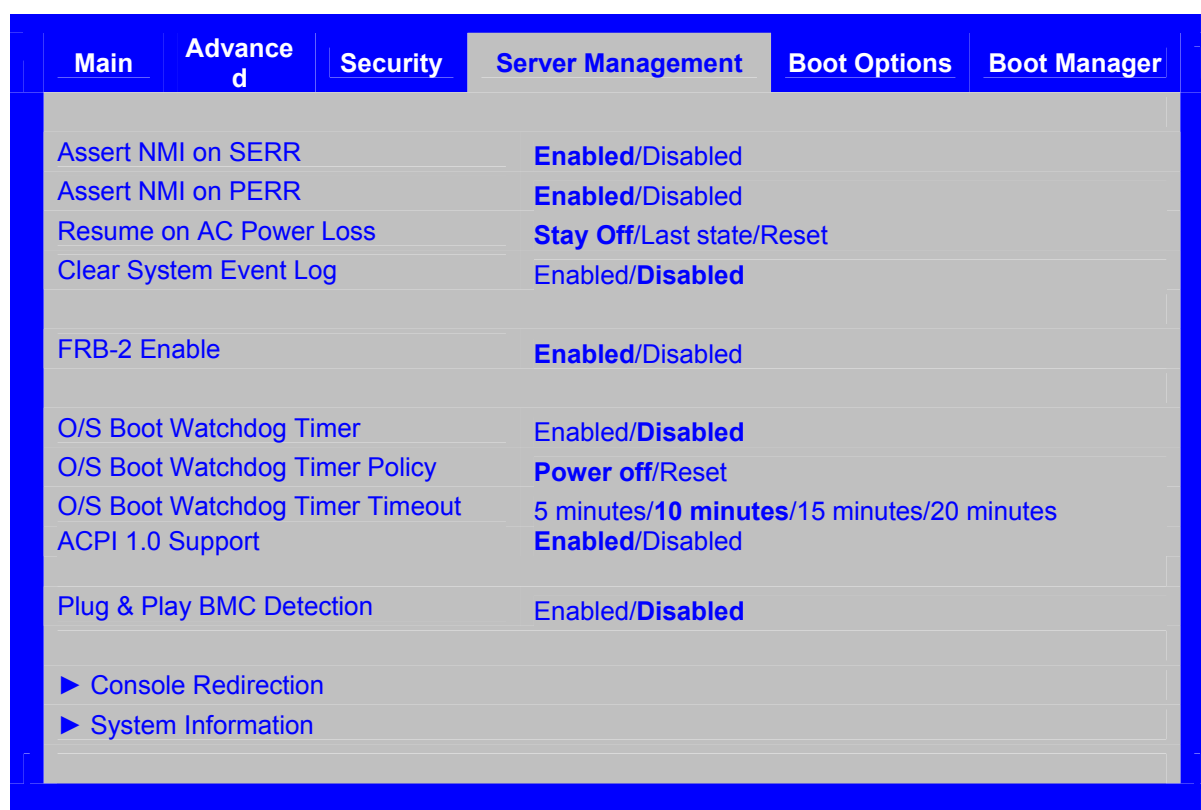 Main Advance d Security Server Management Boot Options Boot Manager
Assert NMI on SERR Enabled/Disabled
Assert NMI on PERR Enabled/Disabled
Resume on AC Power Loss Stay Off/Last state/Reset
Clear System Event Log Enabled/Disabled
FRB-2 Enable Enabled/Disabled
O/S Boot Watchdog Timer Enabled/Disabled
O/S Boot Watchdog Timer Policy Power off/Reset
O/S Boot Watchdog Timer Timeout 5 minutes/10 minutes/15 minutes/20 minutes
ACPI 1.0 Support Enabled/Disabled
Plug & Play BMC Detection Enabled/Disabled
► Console Redirection
► System Information